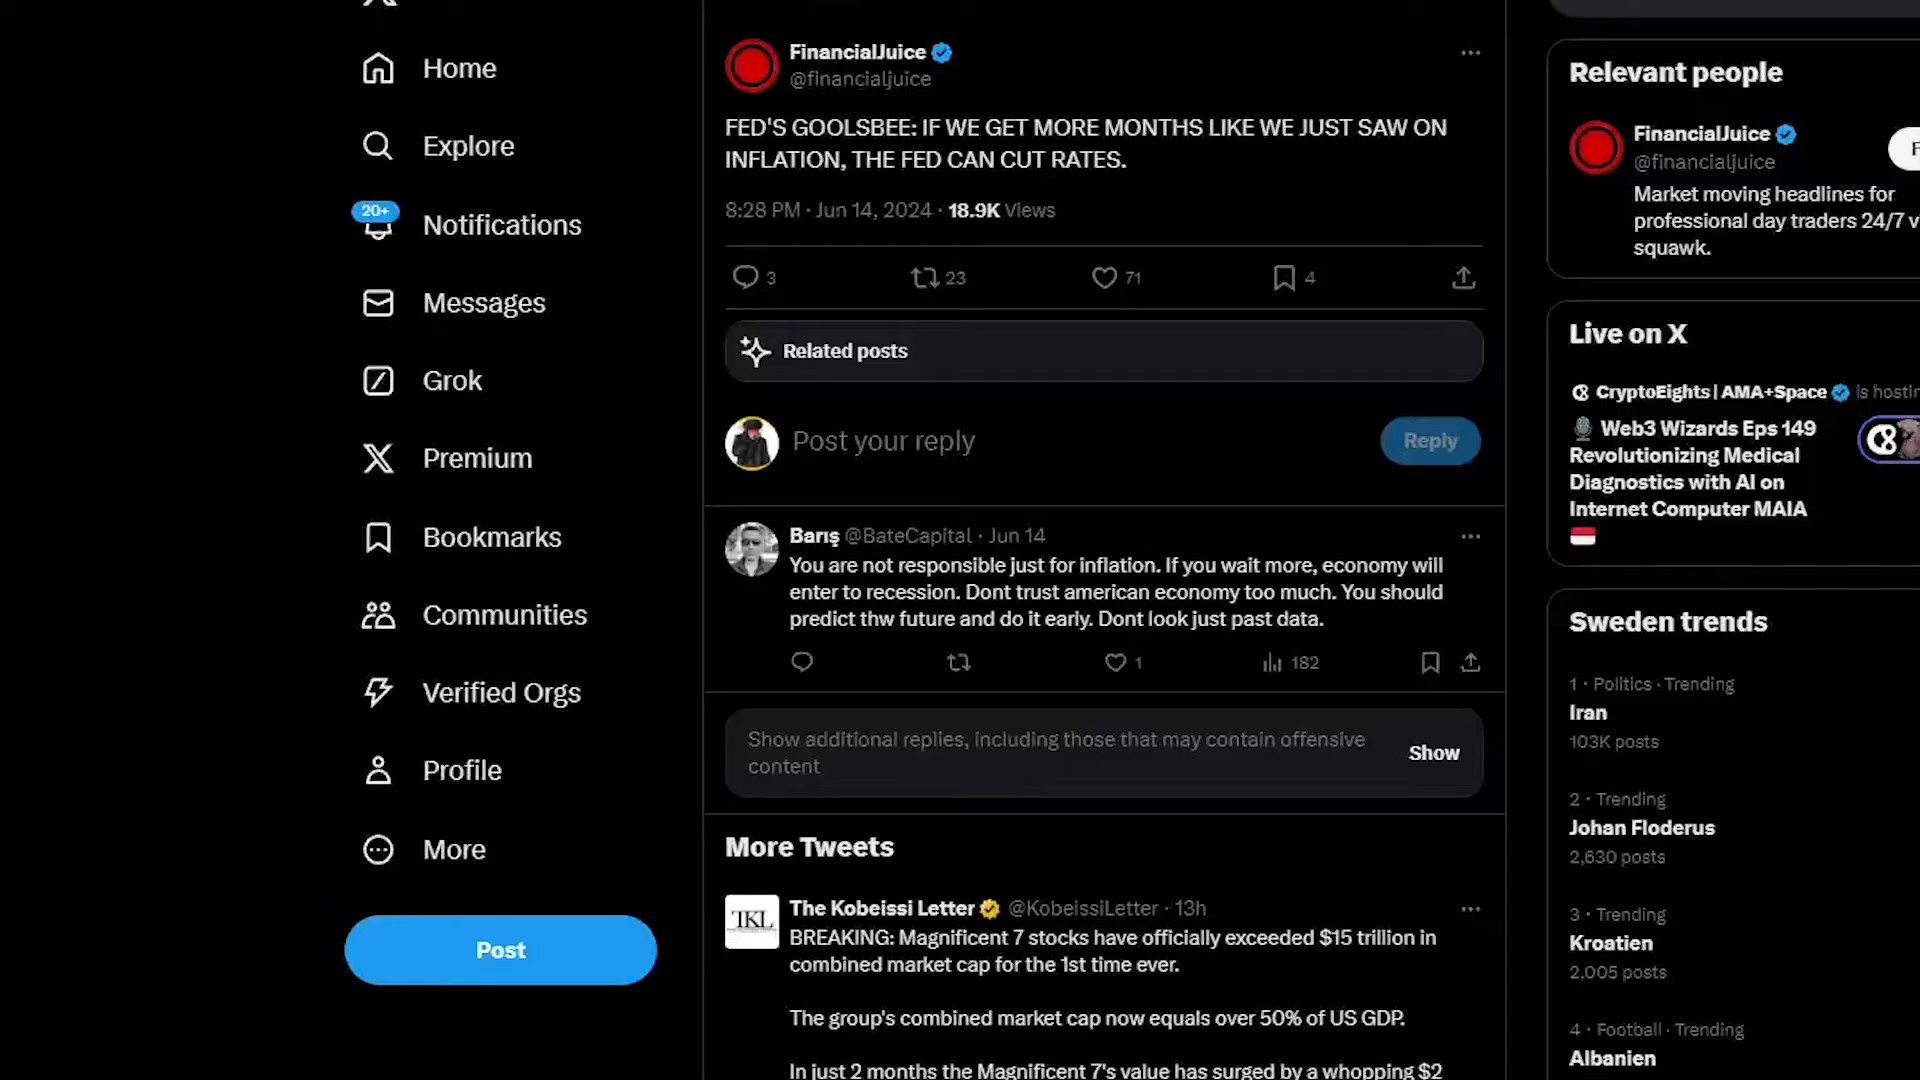 Home
Explore
20+
Notifications
Messages
Grok
Premium
Bookmarks
Communities
Verified Orgs
Profile
More
Post
FinancialJuice
@financialjuice
FED'S GOOLSBEE: IF WE GET MORE MONTHS LIKE WE JUST SAW ON
INFLATION, THE FED CAN CUT RATES.
8:28 PM · Jun 14, 2024 · 18.9K Views
3 23 71 4
Related posts
Post your reply
Reply
Barış @BateCapital · Jun 14
You are not responsible just for inflation. If you wait more, economy will
enter to recession. Dont trust american economy too much. You should
predict thw future and do it early. Dont look just past data.
1 182
Show additional replies, including those that may contain offensive
content
Show
More Tweets
TKL
The Kobeissi Letter @KobeissiLetter · 13h
BREAKING: Magnificent 7 stocks have officially exceeded $15 trillion in
combined market cap for the 1st time ever.
The group's combined market cap now equals over 50% of US GDP.
In just 2 months the Magnificent 7's value has surged by a whopping $2
Relevant people
FinancialJuice
@financialjuice
F
Market moving headlines for
professional day traders 24/7 v
squawk.
Live on X
CryptoEights | AMA+Space is hostin
Web3 Wizards Eps 149
Revolutionizing Medical
Diagnostics with AI on
Internet Computer MAIA
Sweden trends
1 · Politics · Trending
Iran
103K posts
2 · Trending
Johan Floderus
2,630 posts
3 · Trending
Kroatien
2,005 posts
4 · Football · Trending
Albanien